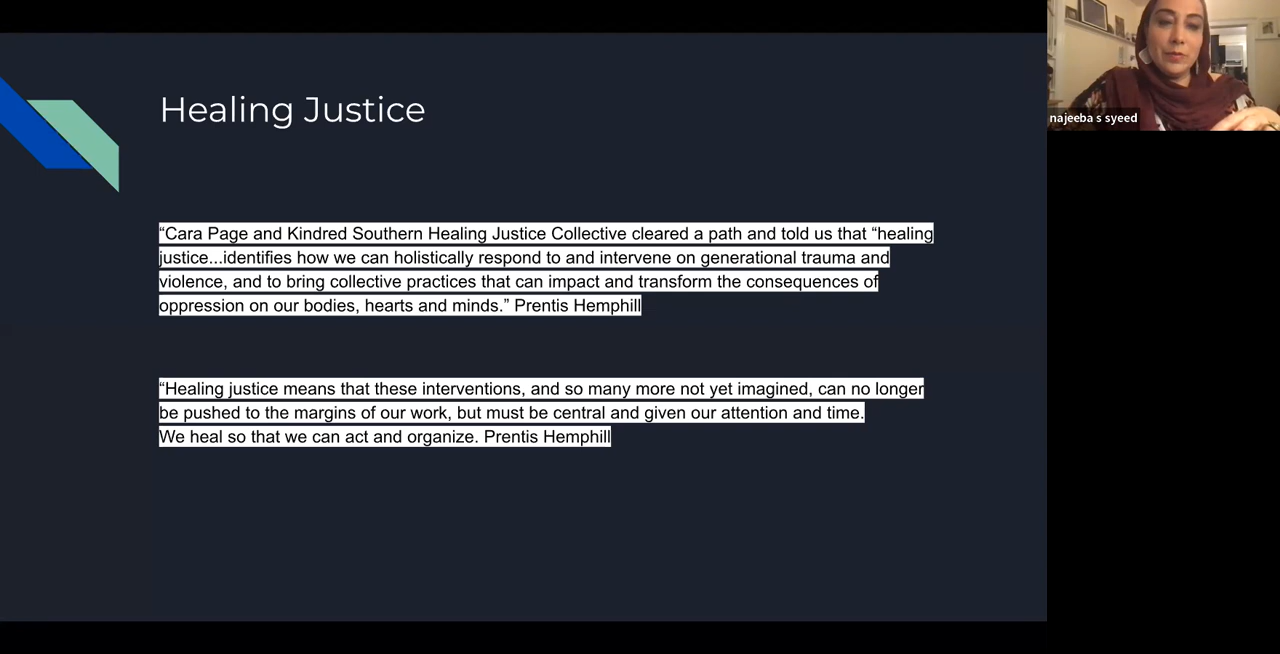 Healing Justice
“Cara Page and Kindred Southern Healing Justice Collective cleared a path and told us that “healing
justice...identifies how we can holistically respond to and intervene on generational trauma and
violence, and to bring collective practices that can impact and transform the consequences of
oppression on our bodies, hearts and minds.” Prentis Hemphill
“Healing justice means that these interventions, and so many more not yet imagined, can no longer
be pushed to the margins of our work, but must be central and given our attention and time.
We heal so that we can act and organize. Prentis Hemphill
najeeba s syeed